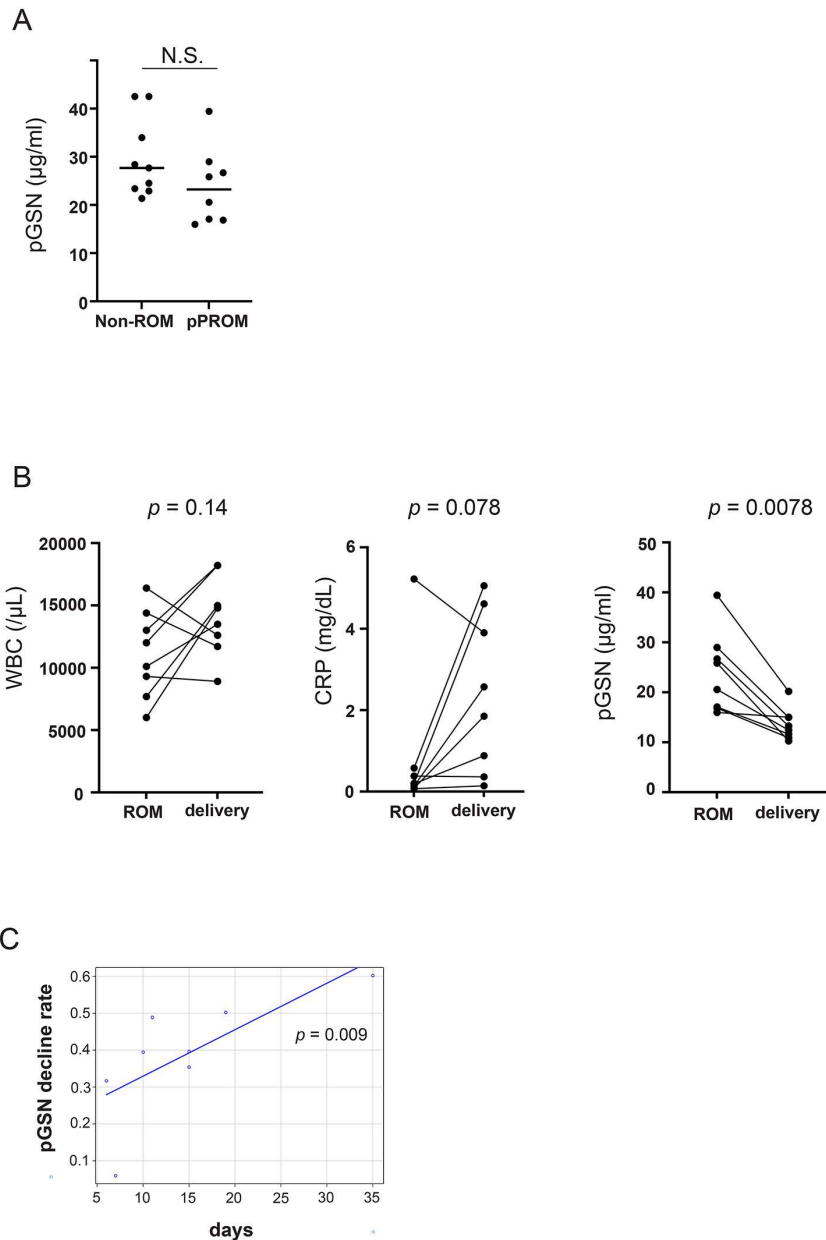 A
N.S.
pGSN (μg/ml)
40
30
20
10
0
Non-ROM pPROM
B
p = 0.14
WBC (/μL)
20000
15000
10000
5000
0
ROM delivery
p = 0.078
CRP (mg/dL)
6
4
2
0
ROM delivery
p = 0.0078
pGSN (μg/ml)
50
40
30
20
10
0
ROM delivery
C
pGSN decline rate
0.6
0.5
0.4
0.3
0.2
0.1
p = 0.009
5 10 15 20 25 30 35
days